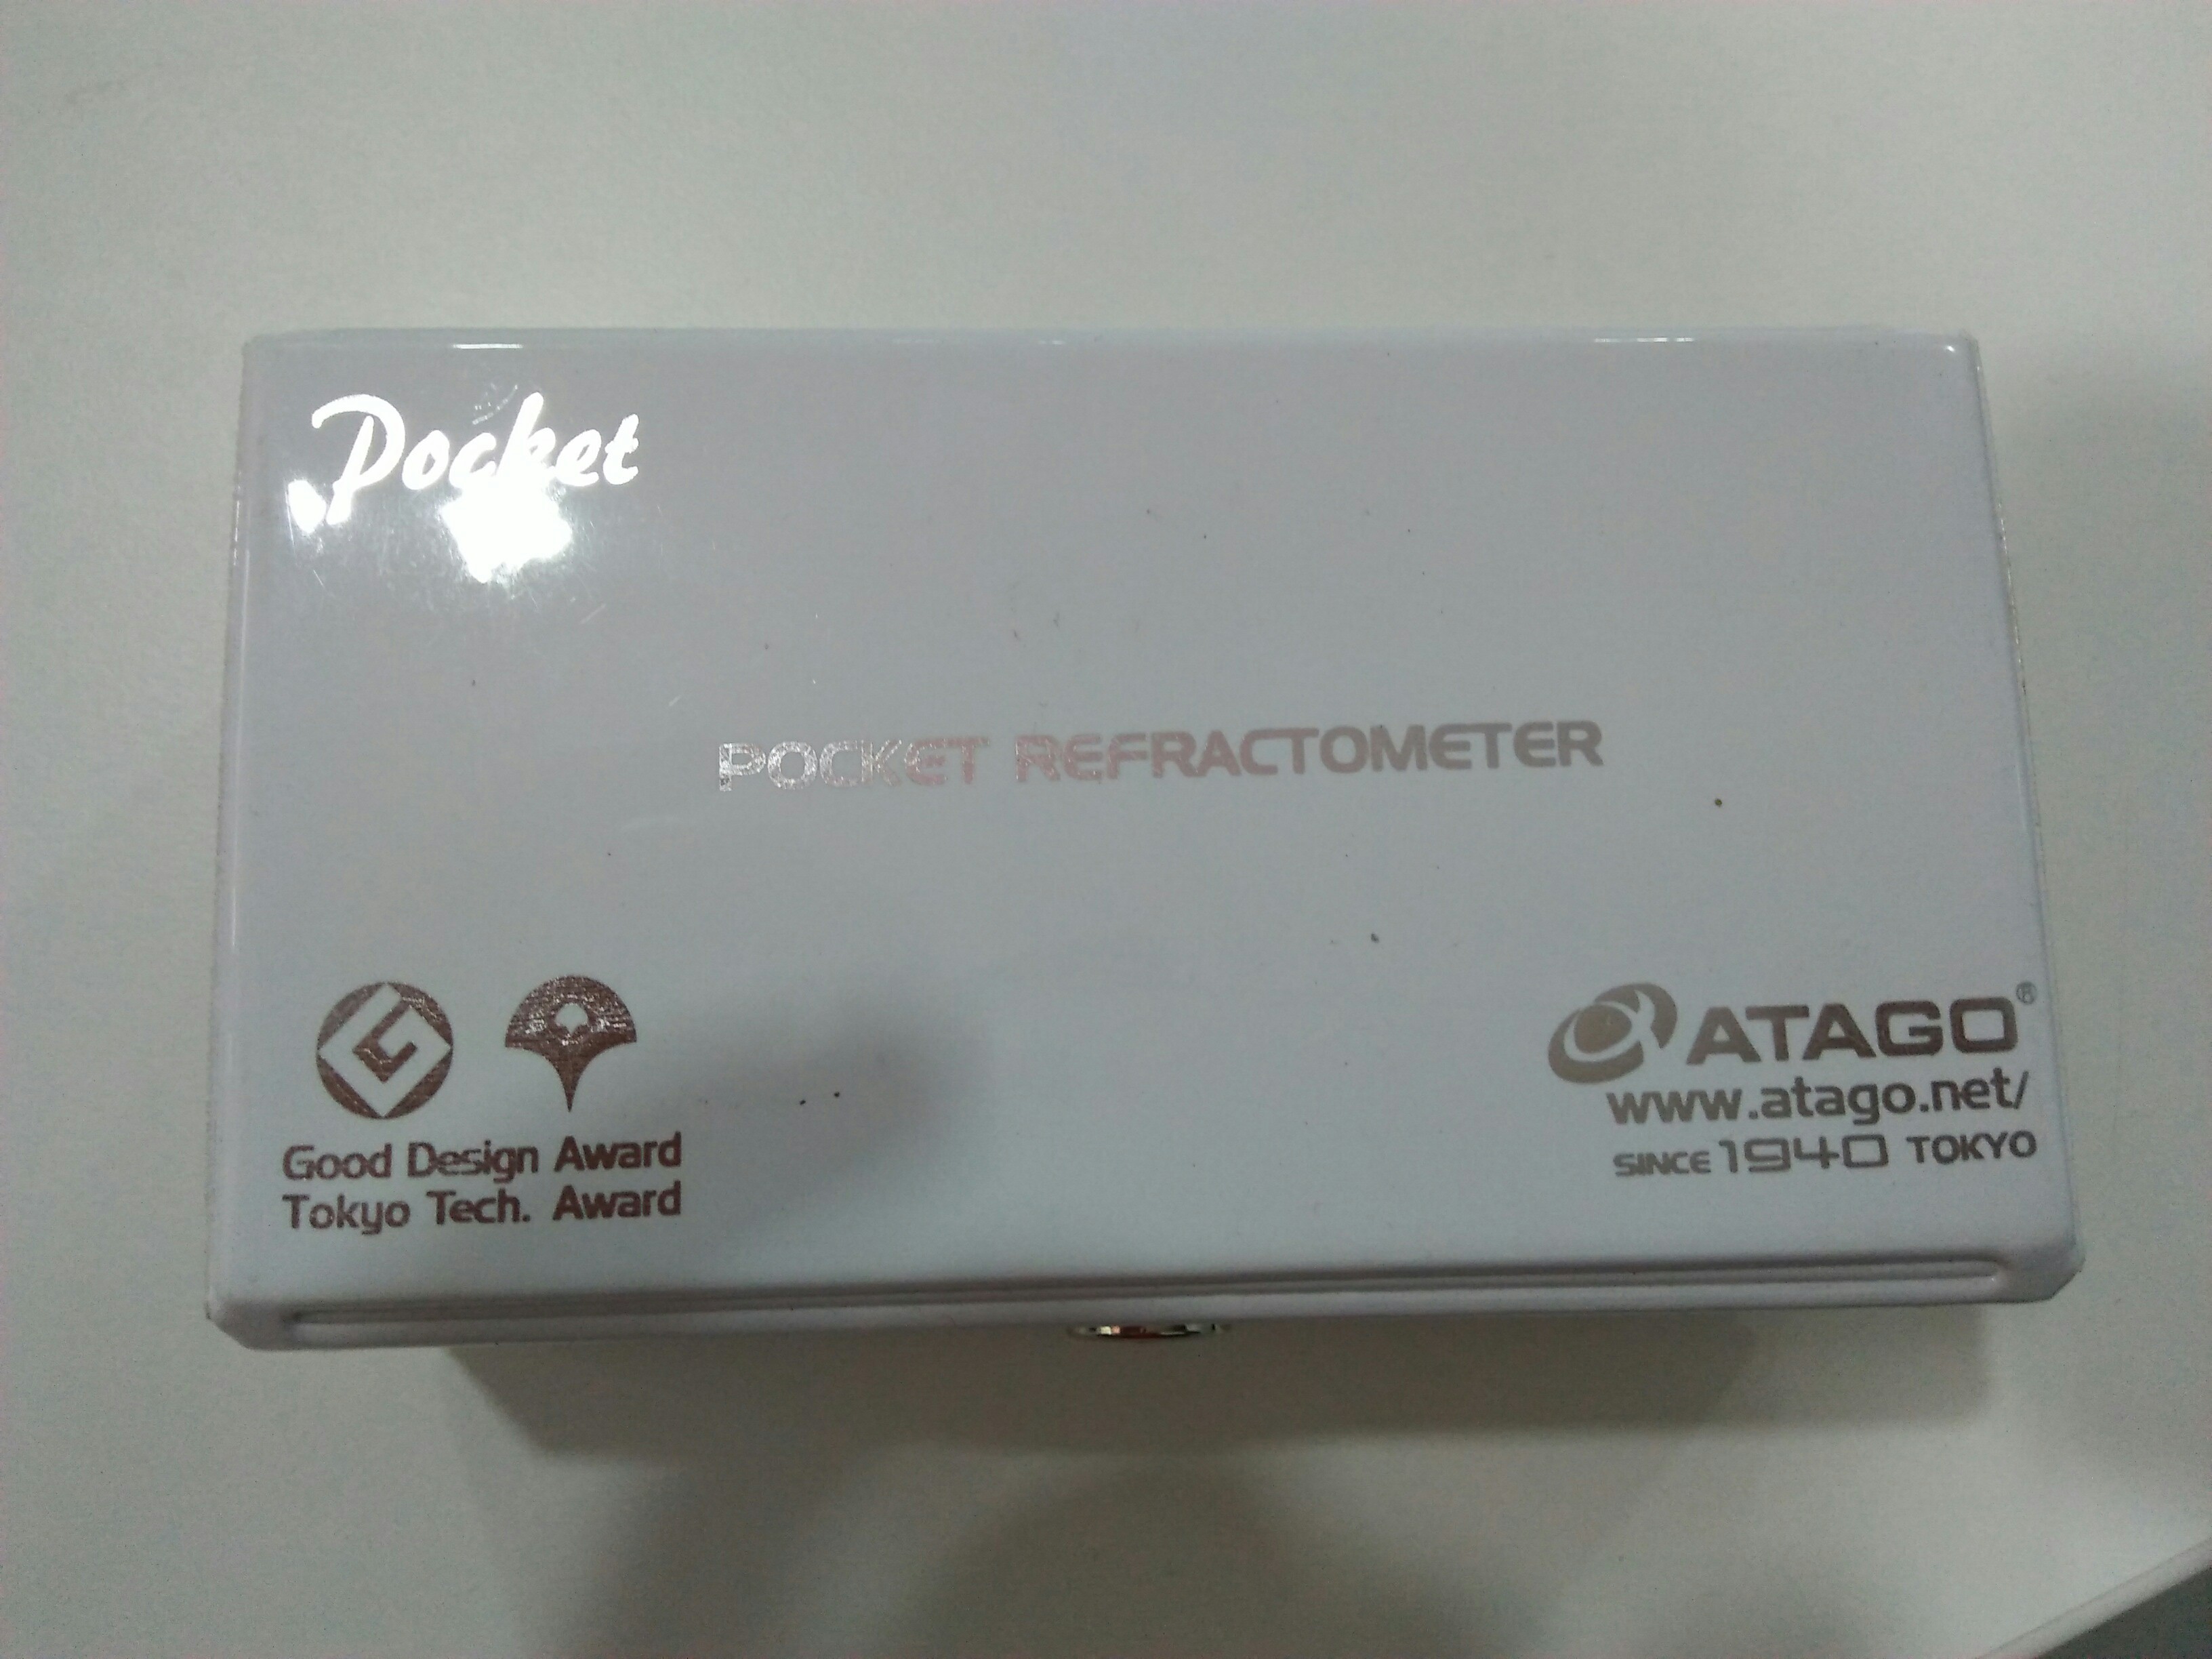 Pocket
POCKET REFRACTOMETER
Good Design Award
Tokyo Tech. Award
ATAGO®
www.atago.net/
SINCE 1940 TOKYO